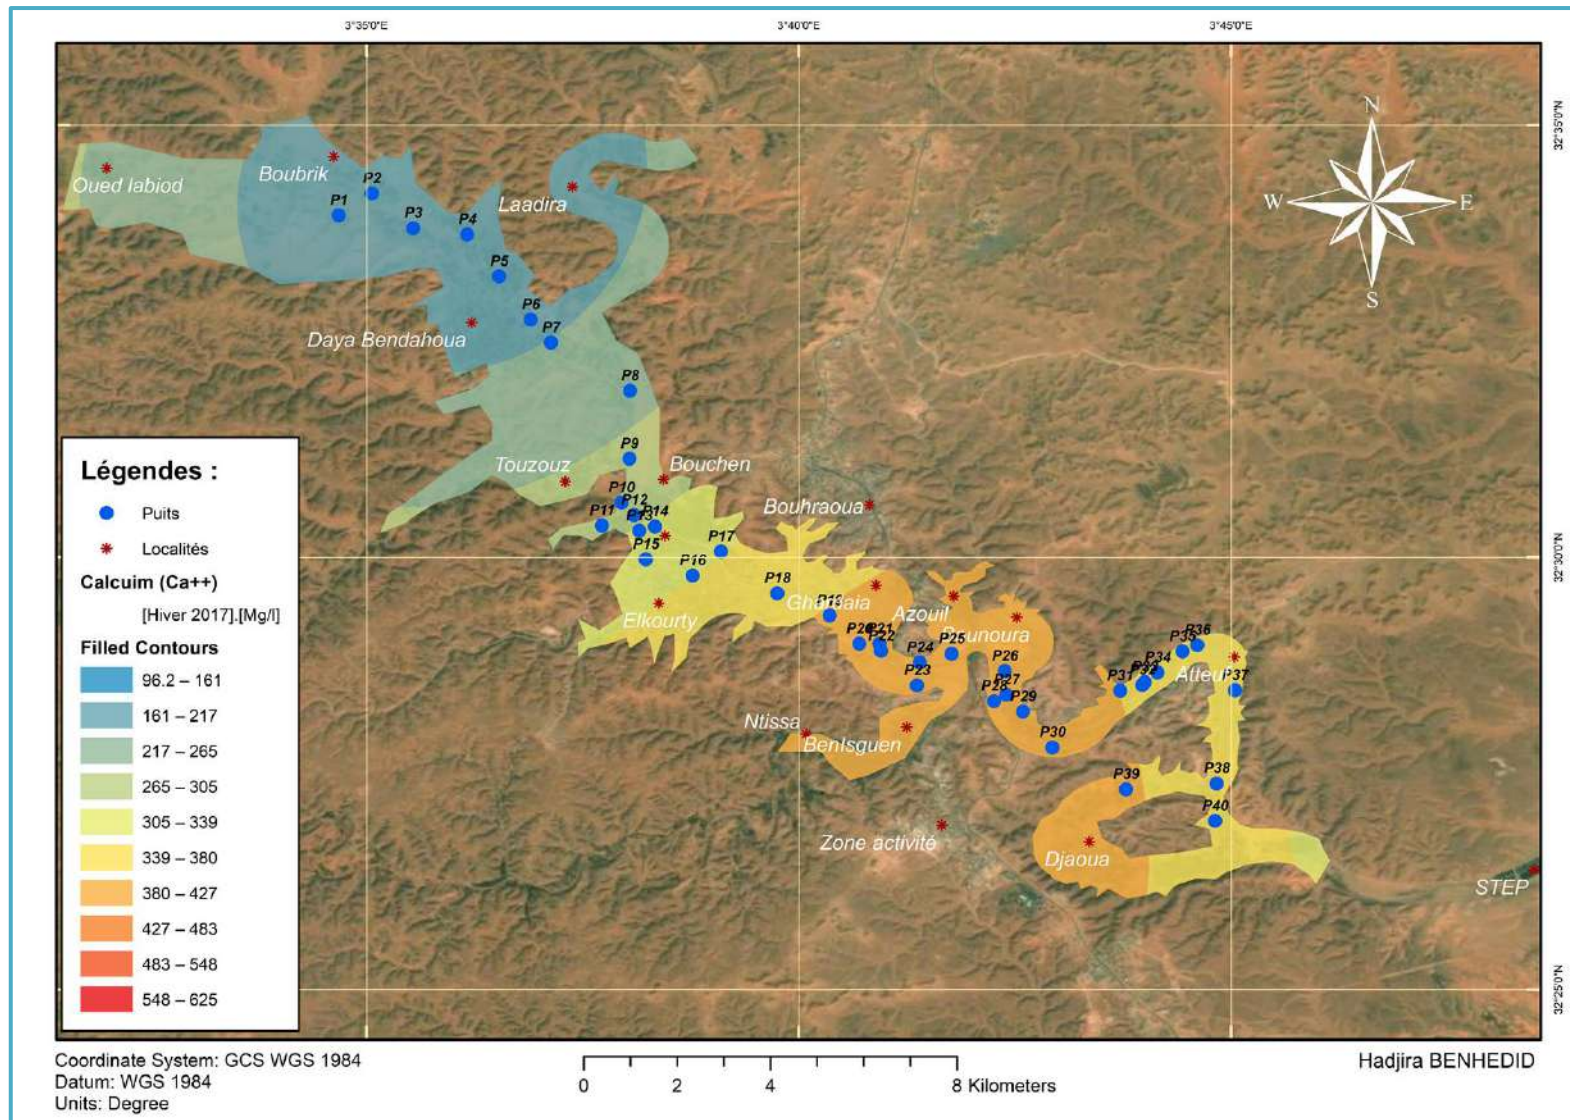 3°35'0"E
3°40'0"E
3°45'0"E
32°35'0"N
N
W
E
S
Oued labiod
Boubrik
P1
P2
P3
P4
Laadira
P5
P6
P7
Daya Bendahoua
P8
P9
Touzouz
Bouchen
P10
P12
P11
P13
P14
P15
P16
P17
Bouhraoua
32°30'0"N
P18
Elkourty
P19
Azouil
Bounoura
P20
P21
P22
P24
P25
P23
P26
P27
P28
P29
P30
P31
P32
P34
P35
P36
Atteuf
P37
Ntissa
BenIsguen
P39
P38
P40
Zone activité
Djaoua
STEP
32°25'0"N
Légendes :
Puits
Localités
Calcuim (Ca++)
[Hiver 2017].[Mg/l]
Filled Contours
96.2 – 161
161 – 217
217 – 265
265 – 305
305 – 339
339 – 380
380 – 427
427 – 483
483 – 548
548 – 625
Coordinate System: GCS WGS 1984
Datum: WGS 1984
Units: Degree
0 2 4 8 Kilometers
Hadjira BENHEDID